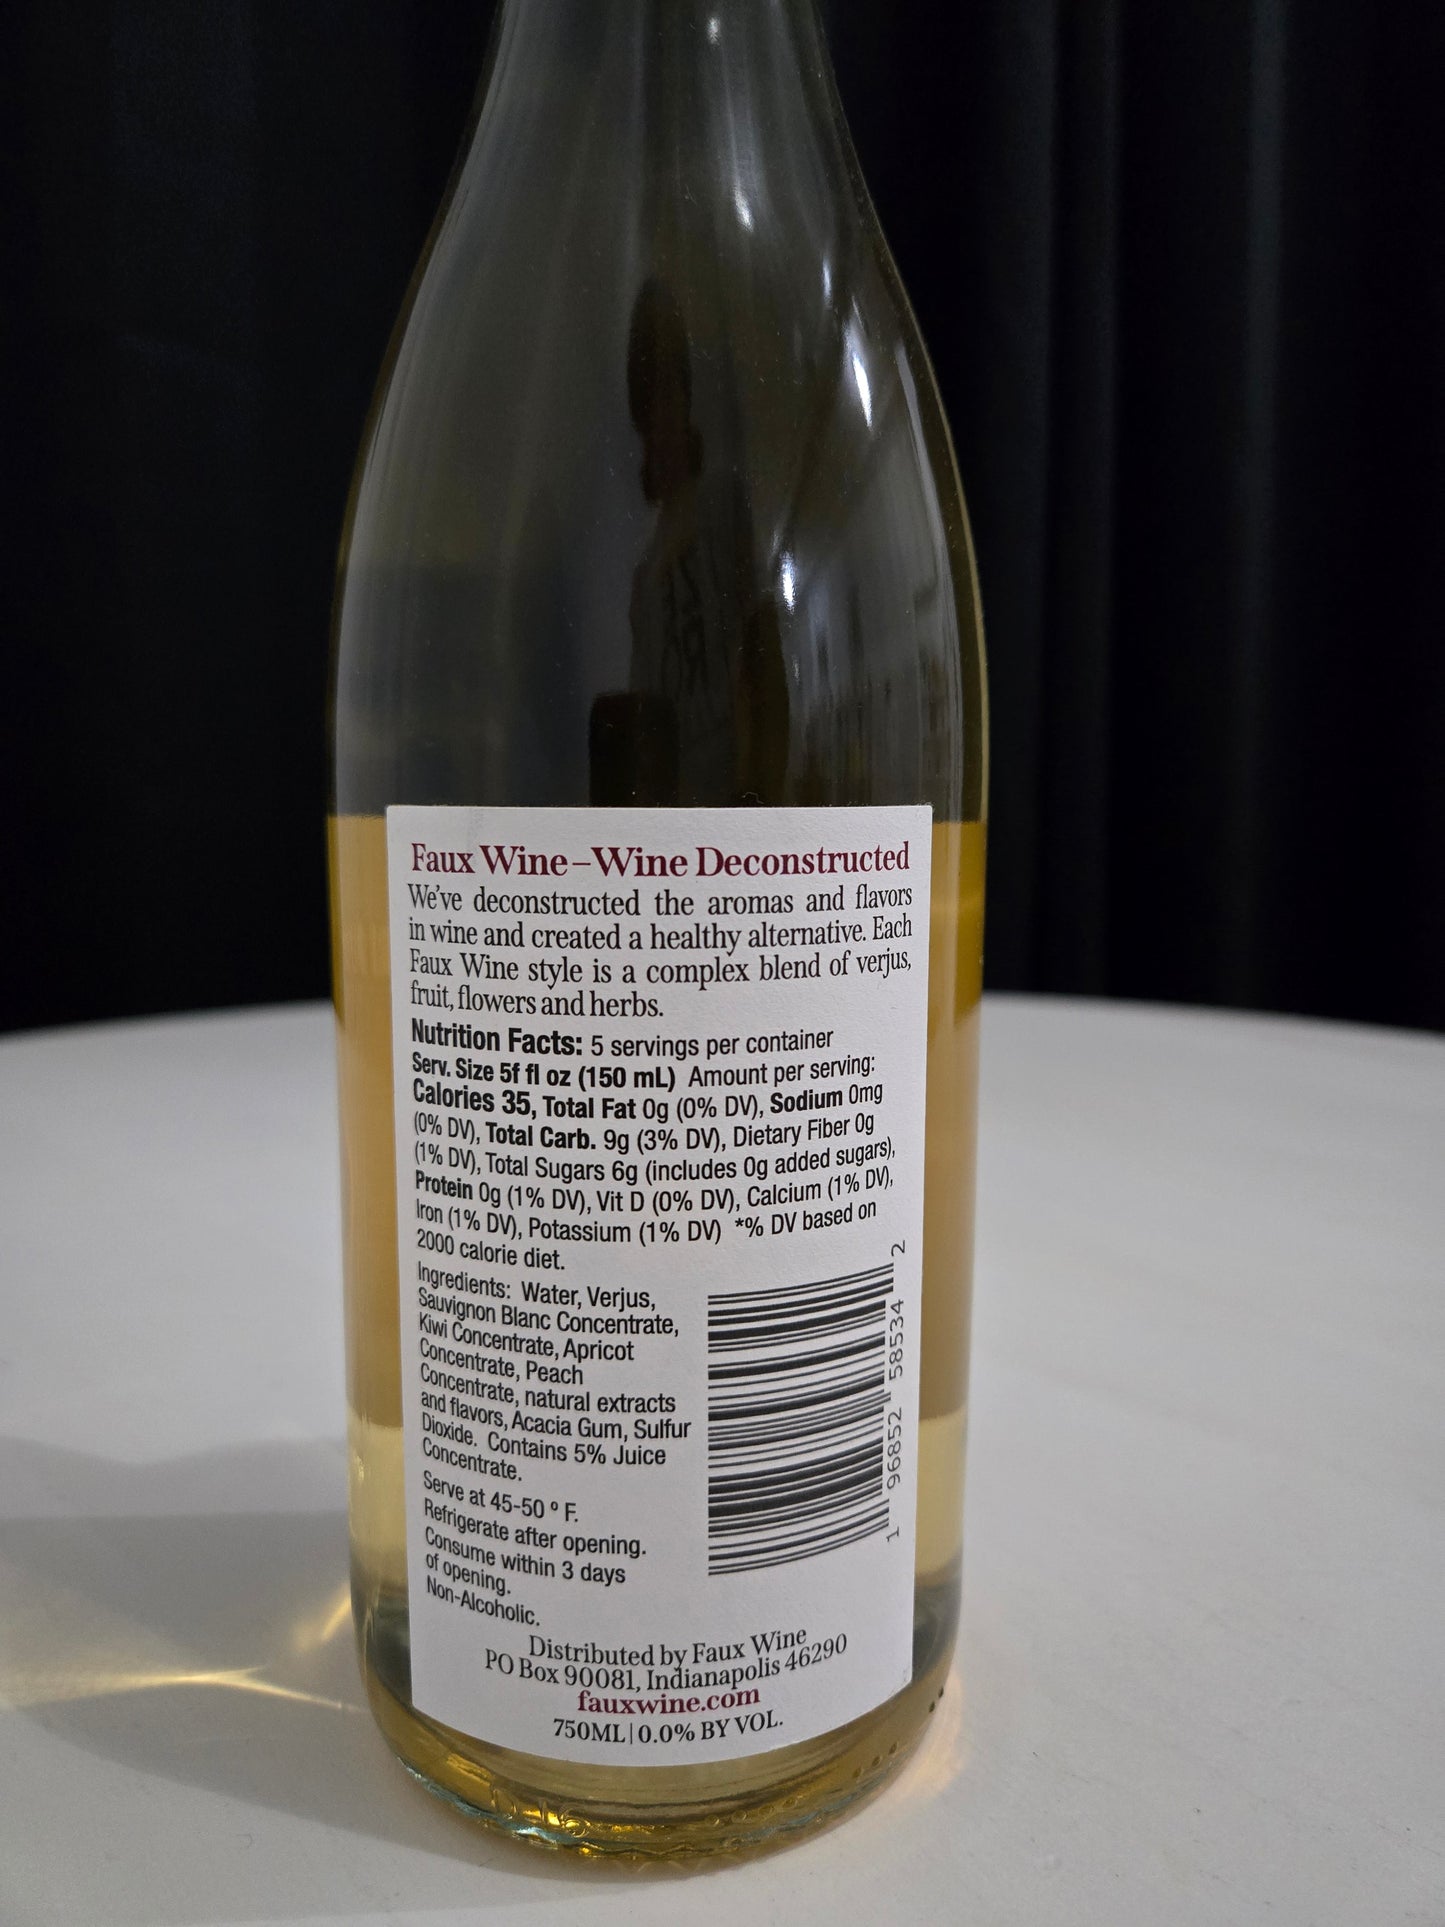 Faux Wine–Wine Deconstructed
We've deconstructed the aromas and flavors
in wine and created a healthy alternative. Each
Faux Wine style is a complex blend of verjus,
fruit, flowers and herbs.
Nutrition Facts: 5 servings per container
Serv. Size 5f fl oz (150 mL) Amount per serving:
Calories 35, Total Fat 0g (0% DV), Sodium 0mg
(0% DV), Total Carb. 9g (3% DV), Dietary Fiber 0g
(1% DV), Total Sugars 6g (includes 0g added sugars),
Protein 0g (1% DV), Vit D (0% DV), Calcium (1% DV),
Iron (1% DV), Potassium (1% DV) *% DV based on
2000 calorie diet.
Ingredients: Water, Verjus,
Sauvignon Blanc Concentrate,
Kiwi Concentrate, Apricot
Concentrate, Peach
Concentrate, natural extracts
and flavors, Acacia Gum, Sulfur
Dioxide. Contains 5% Juice
Concentrate.
Serve at 45-50 º F.
Refrigerate after opening.
Consume within 3 days
of opening.
Non-Alcoholic.
1 96852 58534 2
Distributed by Faux Wine
PO Box 90081, Indianapolis 46290
fauxwine.com
750ML|0.0% BY VOL.